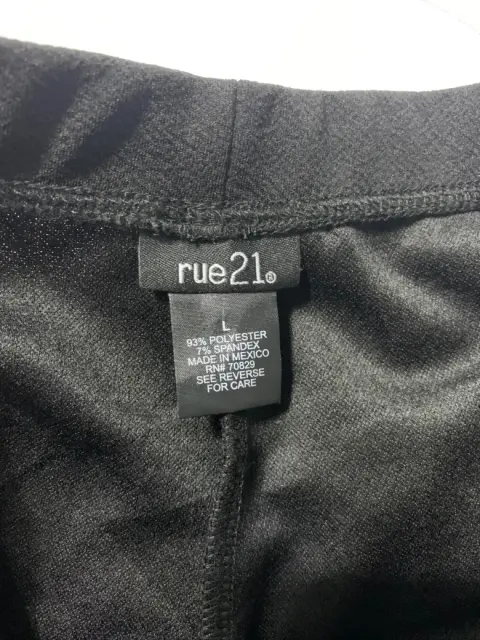 rue21®
L
93% POLYESTER
7% SPANDEX
MADE IN MEXICO
RN# 70829
SEE REVERSE
FOR CARE